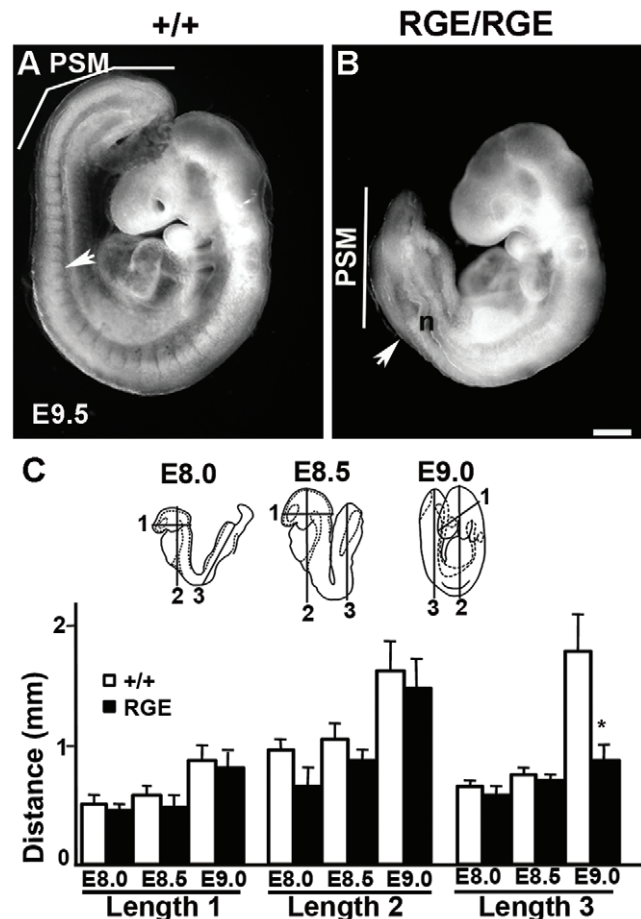 +/+ RGE/RGE
A PSM
B
PSM
n
E9.5
C
E8.0 E8.5 E9.0
1 1 1
2 3 2 3 3 2
2
1
0
Distance (mm)
+/+
RGE
*
E8.0 E8.5 E9.0 E8.0 E8.5 E9.0 E8.0 E8.5 E9.0
Length 1 Length 2 Length 3